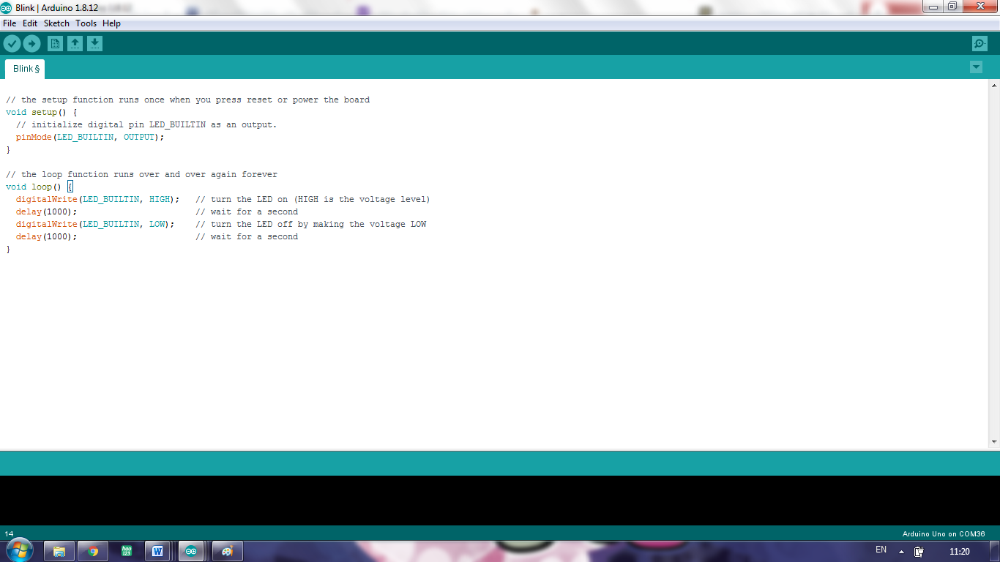 Blink | Arduino 1.8.12
File Edit Sketch Tools Help
Blink §
// the setup function runs once when you press reset or power the board
void setup() {
  // initialize digital pin LED_BUILTIN as an output.
  pinMode(LED_BUILTIN, OUTPUT);
}
// the loop function runs over and over again forever
void loop() {
  digitalWrite(LED_BUILTIN, HIGH);   // turn the LED on (HIGH is the voltage level)
  delay(1000);                       // wait for a second
  digitalWrite(LED_BUILTIN, LOW);    // turn the LED off by making the voltage LOW
  delay(1000);                       // wait for a second
}
14
Arduino Uno on COM36
hao
123
W
EN
11:20